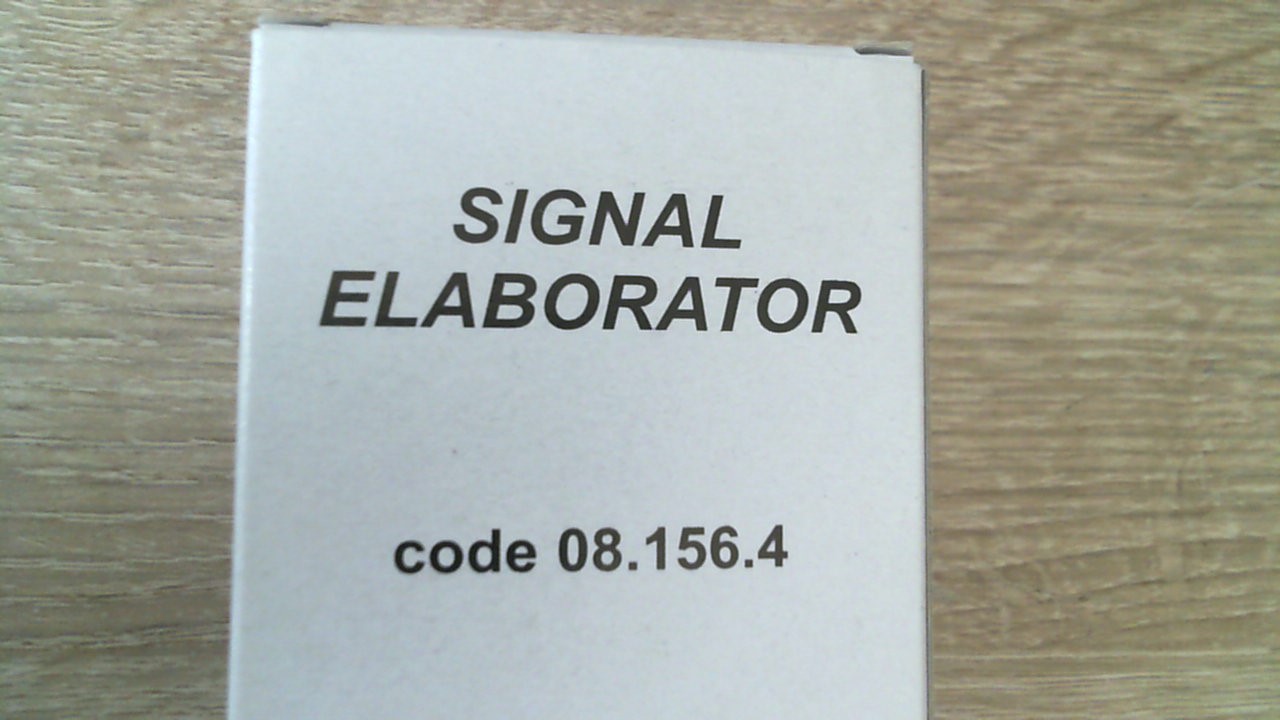 SIGNAL
ELABORATOR
code 08.156.4